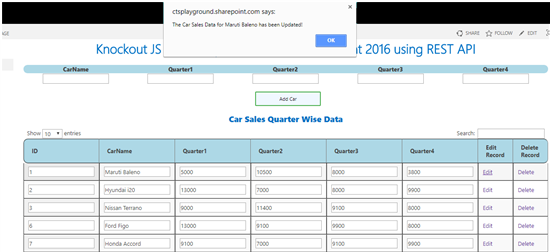 ctsplayground.sharepoint.com says:
The Car Sales Data for Maruti Baleno has been Updated!
OK
AGE
SHARE FOLLOW
Knockout JS
nt 2016 using REST API
CarName Quarter1 Quarter2 Quarter3 Quarter4
Add Car
Car Sales Quarter Wise Data
Show 10 entries Search:
ID CarName Quarter1 Quarter2 Quarter3 Quarter4 Edit Record Delete Record
1 Maruti Baleno 5000 10500 8000 3800 Edit Delete
2 Hyundai i20 13000 7000 8000 9900 Edit Delete
3 Nissan Terrano 9000 11400 9100 8000 Edit Delete
6 Ford Figo 13000 9100 9900 8000 Edit Delete
7 Honda Accord 9100 7000 9100 9900 Edit Delete